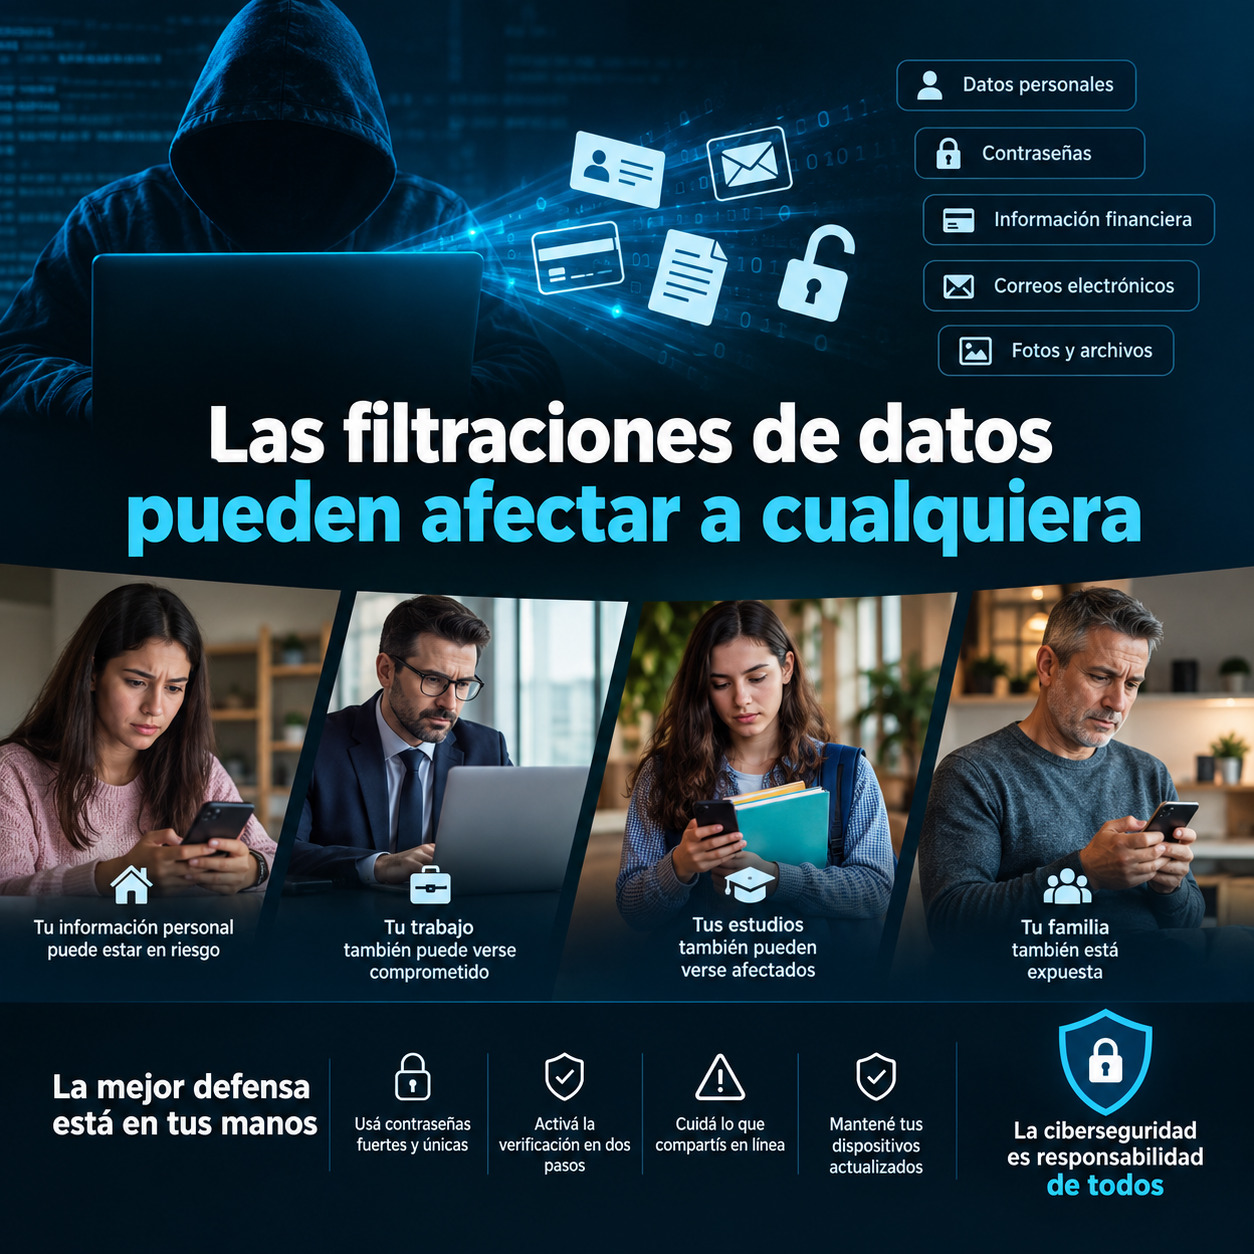 Datos personales
Contraseñas
Información financiera
Correos electrónicos
Fotos y archivos
Las filtraciones de datos
pueden afectar a cualquiera
Tu información personal
puede estar en riesgo
Tu trabajo
también puede verse
comprometido
Tus estudios
también pueden
verse afectados
Tu familia
también está
expuesta
La mejor defensa
está en tus manos
Usá contraseñas
fuertes y únicas
Activá la
verificación en dos
pasos
Cuidá lo que
compartís en línea
Mantené tus
dispositivos
actualizados
La ciberseguridad
es responsabilidad
de todos